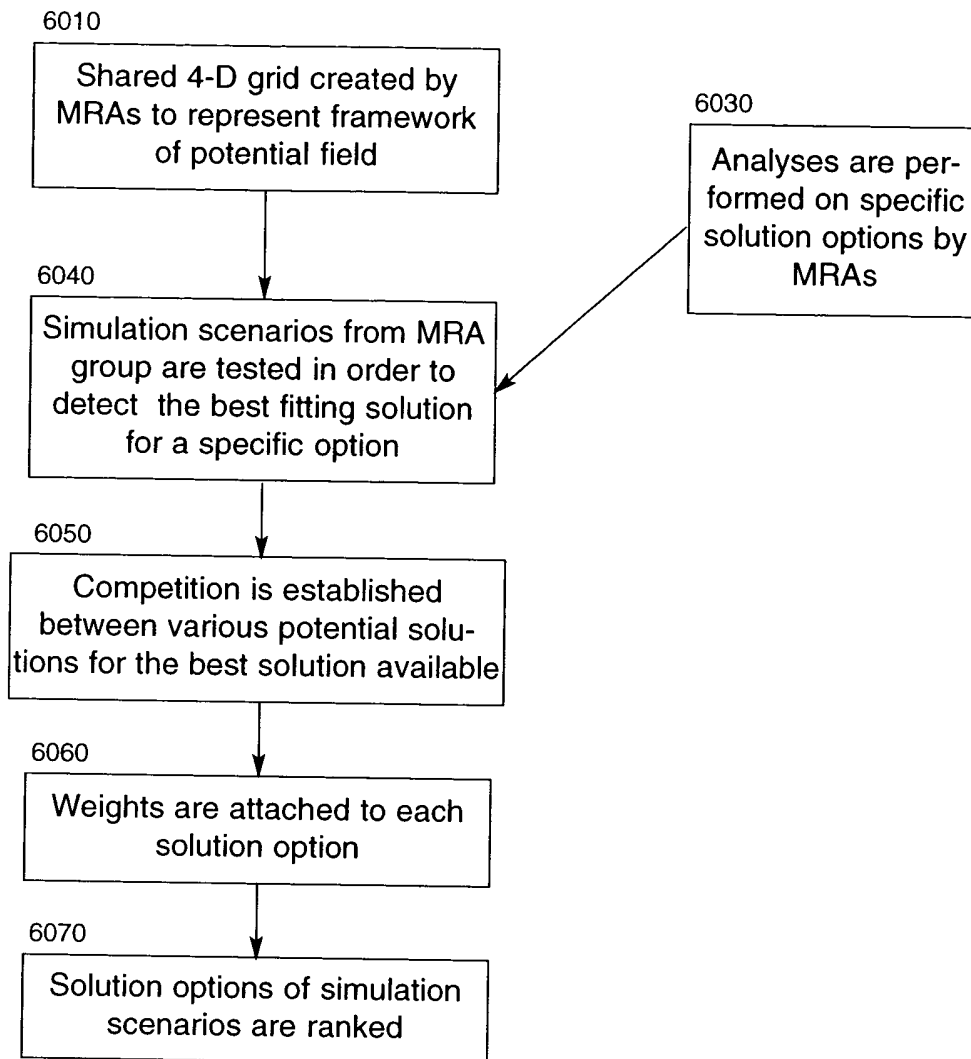 6010
Shared 4-D grid created by
MRAs to represent framework
of potential field
6030
Analyses are per-
formed on specific
solution options by
MRAs
6040
Simulation scenarios from MRA
group are tested in order to
detect the best fitting solution
for a specific option
6050
Competition is established
between various potential solu-
tions for the best solution available
6060
Weights are attached to each
solution option
6070
Solution options of simulation
scenarios are ranked